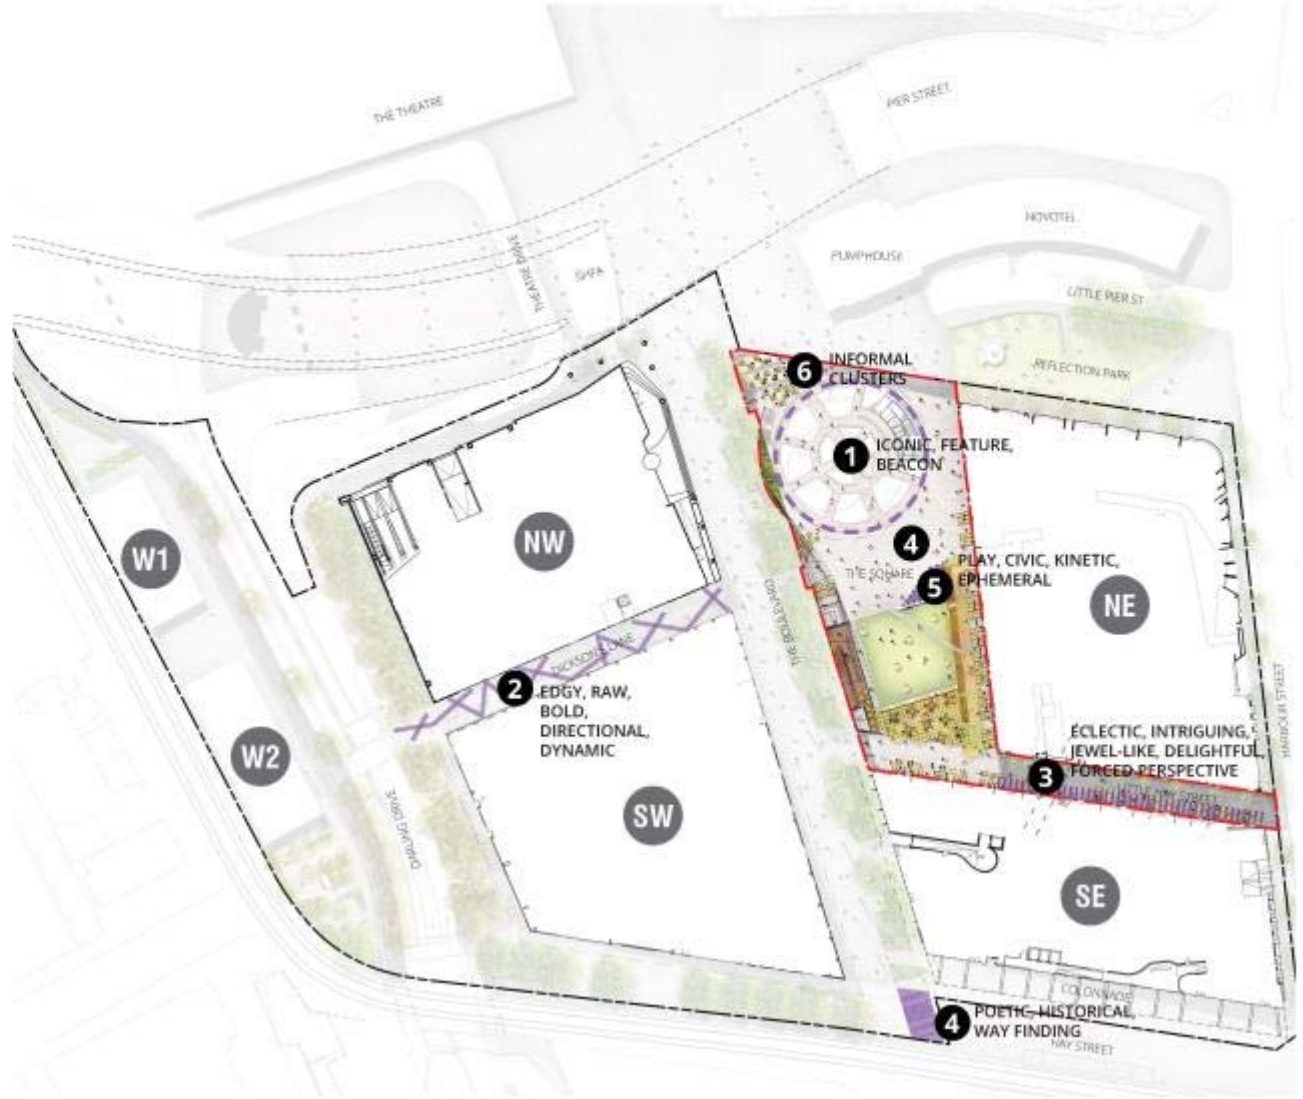 THE THEATRE
PIER STREET
THEATRE DRIVE
SHFA
NOVOTEL
PUMPHOUSE
LITTLE PIER ST
REFLECTION PARK
6 INFORMAL
CLUSTERS
1 ICONIC, FEATURE,
BEACON
W1
NW
4
THE SQUARE
PLAY, CIVIC, KINETIC,
5 EPHEMERAL
NE
THE BOULEVARD
DICKSONS LANE
2 EDGY, RAW,
BOLD,
DIRECTIONAL,
DYNAMIC
HARBOUR STREET
W2
ECLECTIC, INTRIGUING,
JEWEL-LIKE, DELIGHTFUL,
3 FORCED PERSPECTIVE
HAY STREET
DARLING DRIVE
SW
SE
COLONNADE
4 POETIC, HISTORICAL,
WAY FINDING
HAY STREET